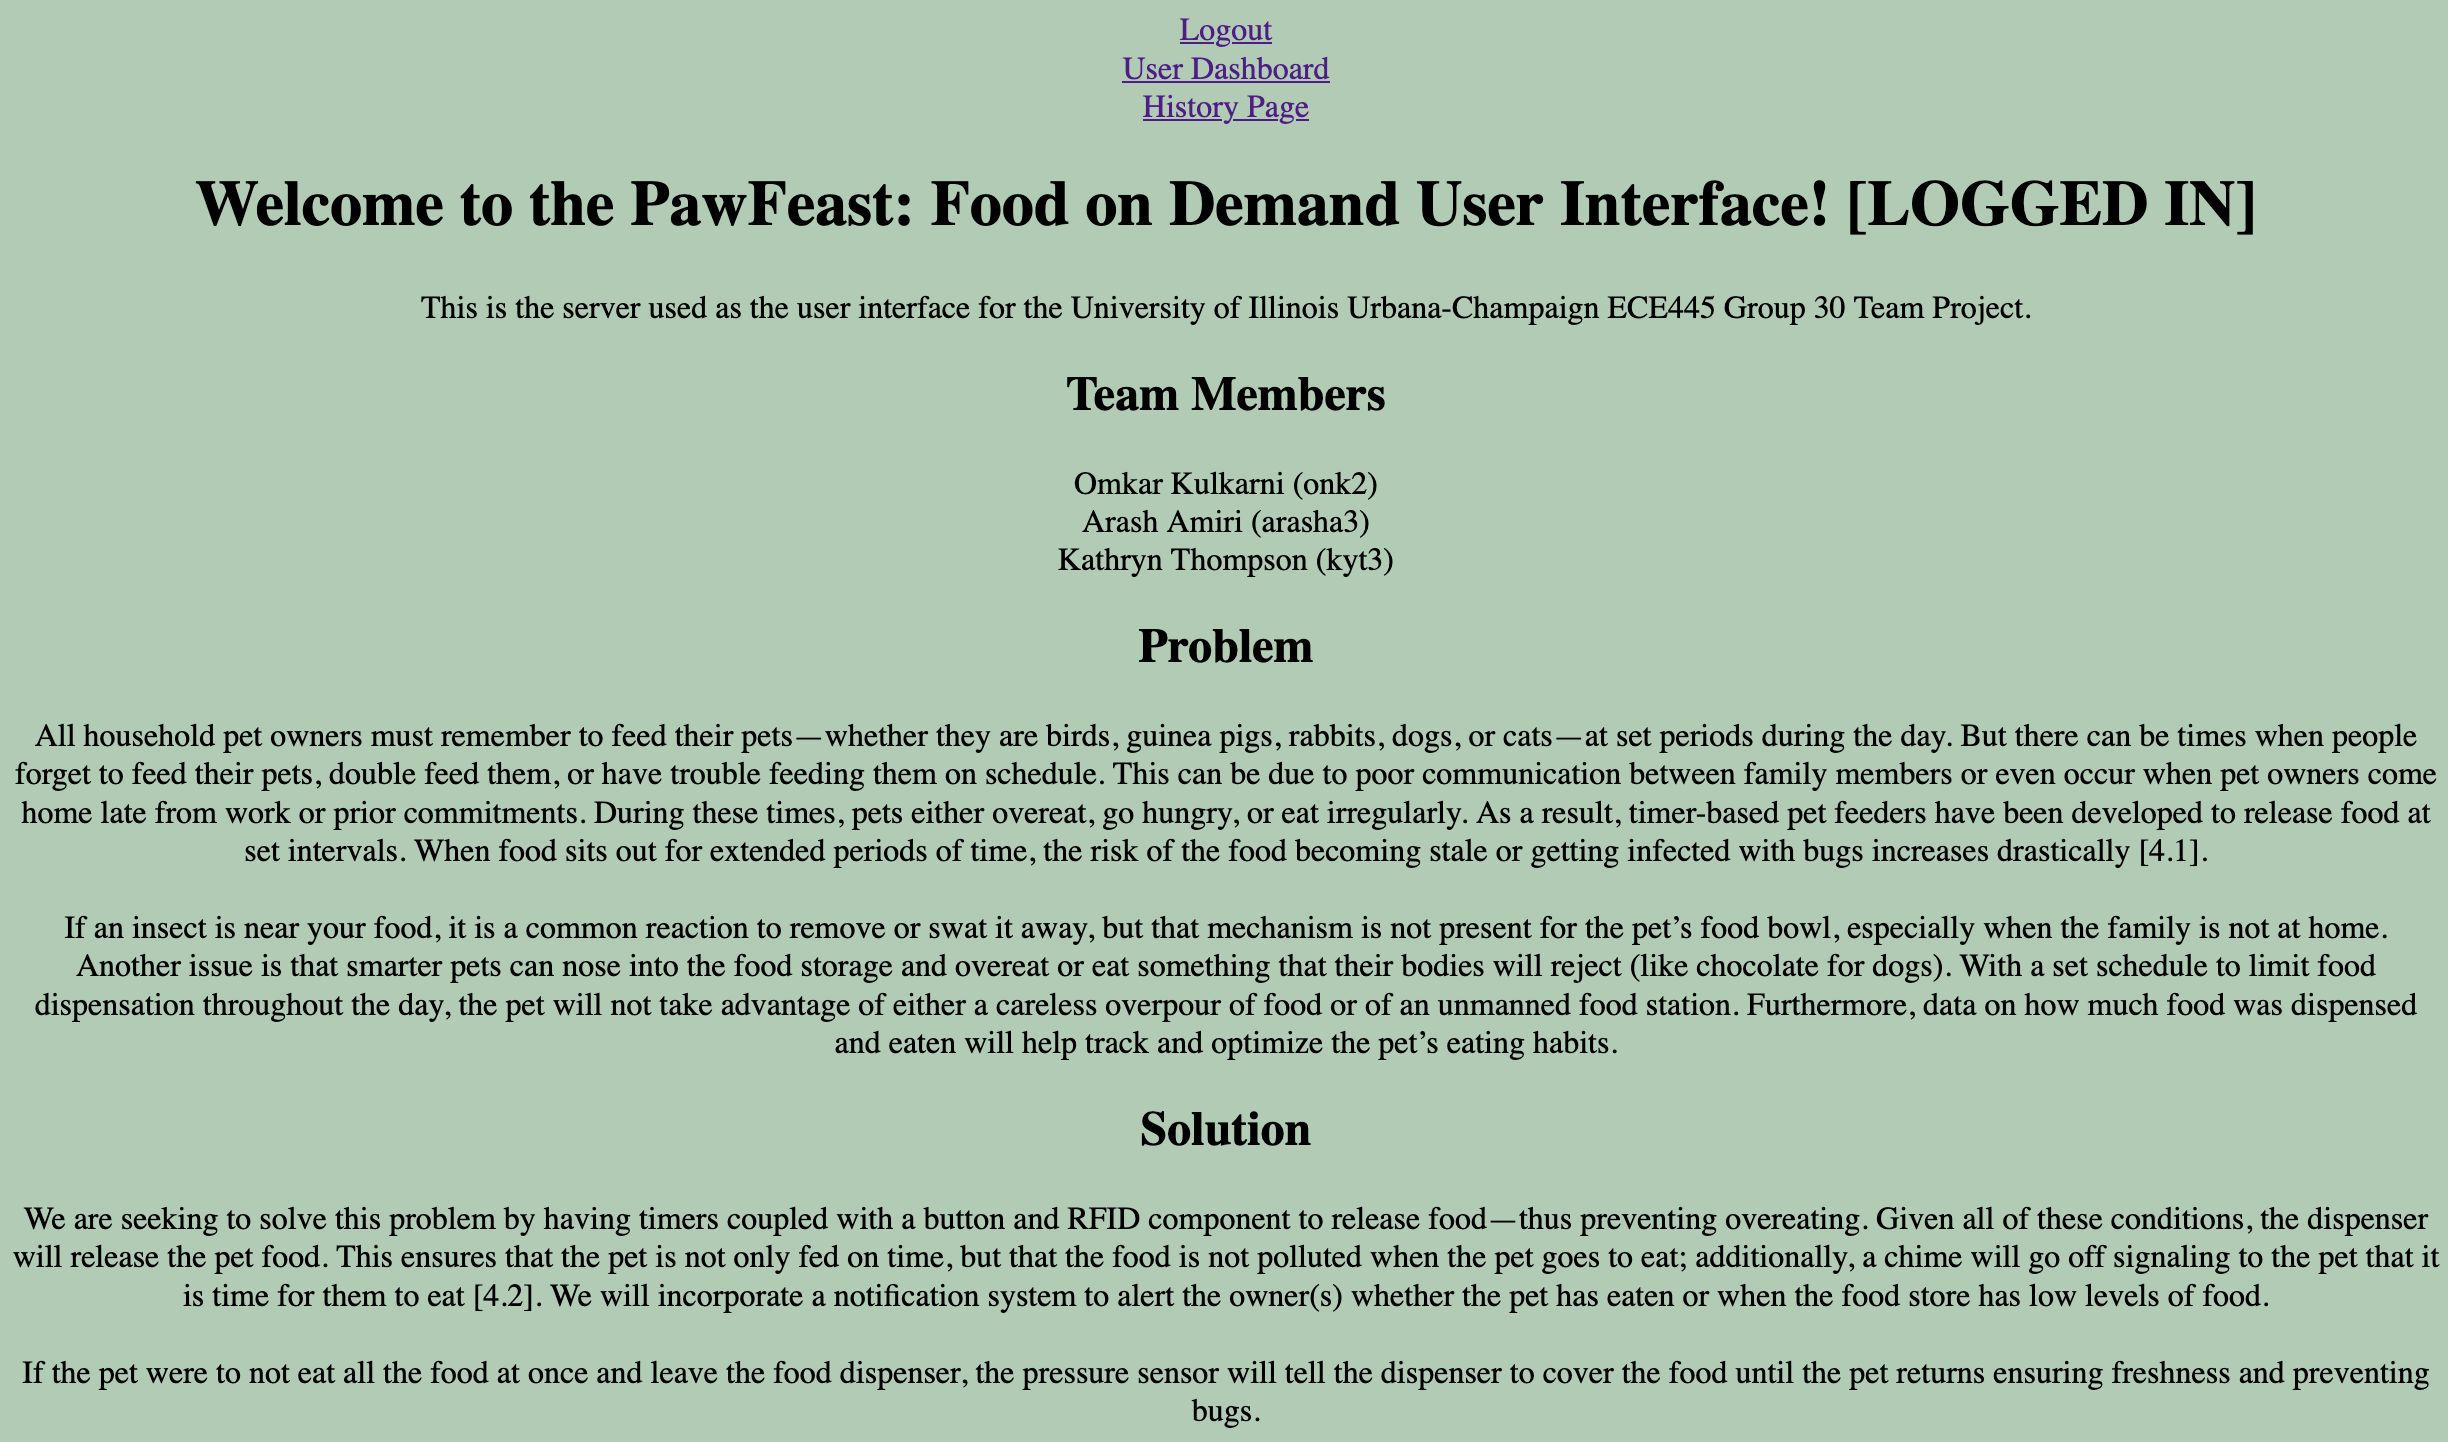 Logout
User Dashboard
History Page
Welcome to the PawFeast: Food on Demand User Interface! [LOGGED IN]
This is the server used as the user interface for the University of Illinois Urbana-Champaign ECE445 Group 30 Team Project.
Team Members
Omkar Kulkarni (onk2)
Arash Amiri (arasha3)
Kathryn Thompson (kyt3)
Problem
All household pet owners must remember to feed their pets—whether they are birds, guinea pigs, rabbits, dogs, or cats—at set periods during the day. But there can be times when people
forget to feed their pets, double feed them, or have trouble feeding them on schedule. This can be due to poor communication between family members or even occur when pet owners come
home late from work or prior commitments. During these times, pets either overeat, go hungry, or eat irregularly. As a result, timer-based pet feeders have been developed to release food at
set intervals. When food sits out for extended periods of time, the risk of the food becoming stale or getting infected with bugs increases drastically [4.1].
If an insect is near your food, it is a common reaction to remove or swat it away, but that mechanism is not present for the pet’s food bowl, especially when the family is not at home.
Another issue is that smarter pets can nose into the food storage and overeat or eat something that their bodies will reject (like chocolate for dogs). With a set schedule to limit food
dispensation throughout the day, the pet will not take advantage of either a careless overpour of food or of an unmanned food station. Furthermore, data on how much food was dispensed
and eaten will help track and optimize the pet’s eating habits.
Solution
We are seeking to solve this problem by having timers coupled with a button and RFID component to release food—thus preventing overeating. Given all of these conditions, the dispenser
will release the pet food. This ensures that the pet is not only fed on time, but that the food is not polluted when the pet goes to eat; additionally, a chime will go off signaling to the pet that it
is time for them to eat [4.2]. We will incorporate a notification system to alert the owner(s) whether the pet has eaten or when the food store has low levels of food.
If the pet were to not eat all the food at once and leave the food dispenser, the pressure sensor will tell the dispenser to cover the food until the pet returns ensuring freshness and preventing
bugs.